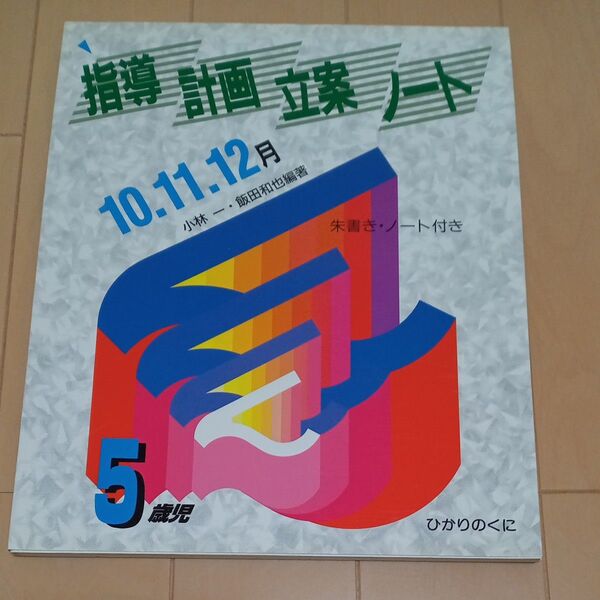 指導 計画 立案 ノート
10.11.12月
小林 一・飯田和也編著
朱書き・ノート付き
5歳児
ひかりのくに